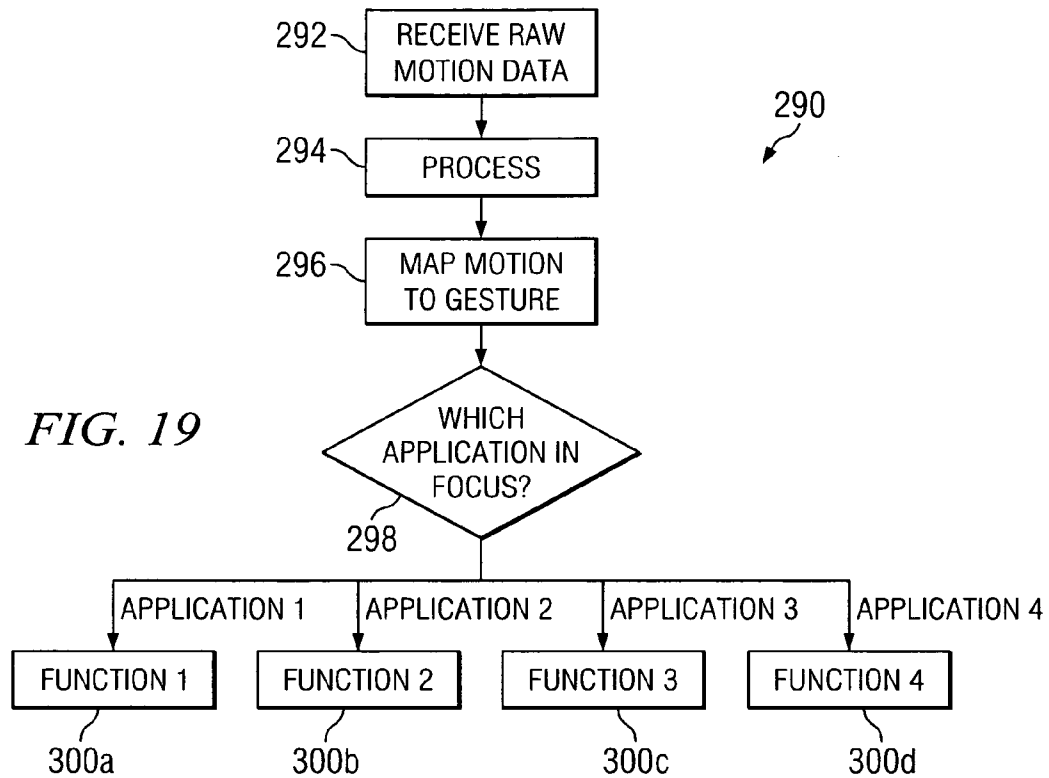 292
RECEIVE RAW
MOTION DATA
290
294
PROCESS
296
MAP MOTION
TO GESTURE
FIG. 19
WHICH
APPLICATION IN
FOCUS?
298
APPLICATION 1
APPLICATION 2
APPLICATION 3
APPLICATION 4
FUNCTION 1
FUNCTION 2
FUNCTION 3
FUNCTION 4
300a
300b
300c
300d